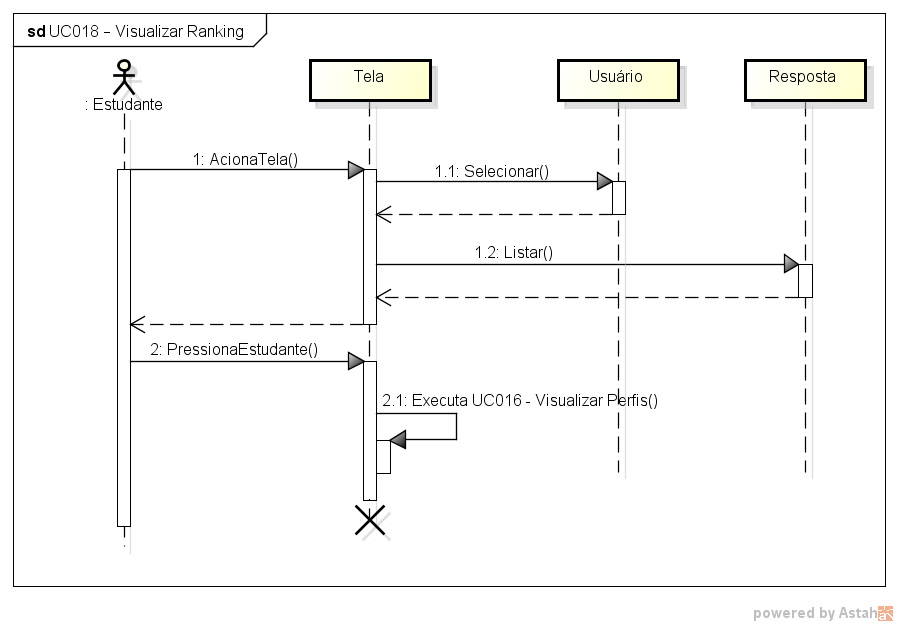 sd UC018 – Visualizar Ranking
: Estudante
Tela
Usuário
Resposta
1: AcionaTela()
1.1: Selecionar()
1.2: Listar()
2: PressionaEstudante()
2.1: Executa UC016 - Visualizar Perfis()
powered by Astah